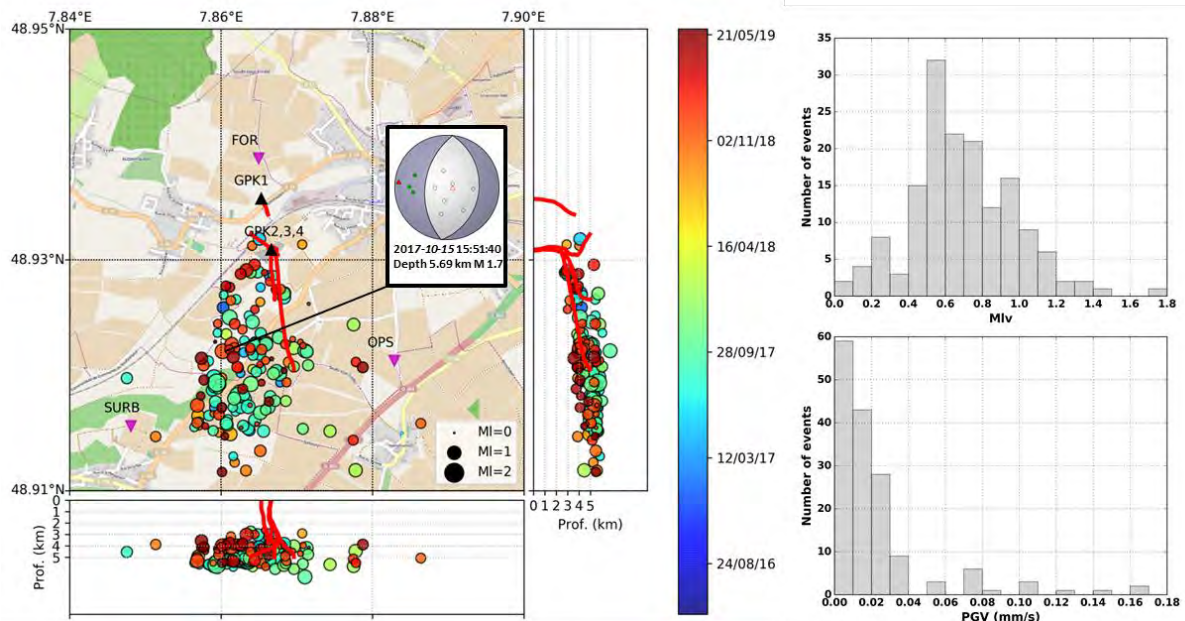 7.84° 7.86° 7.88° 7.90°
48.95°N
48.93°N
48.91°N
FOR
GPK1
GPK2,3,4
OPS
SURB
2017-10-15 15:51:40
Depth 5.69 km M 1.7
Ml=0
Ml=1
Ml=2
0 1 2 3 4 5
Prof. (km)
0
1
2
3
4
5
Prof. (km)
21/05/19
02/11/18
16/04/18
28/09/17
12/03/17
24/08/16
35
30
25
20
15
10
5
0
Number of events
0.0 0.2 0.4 0.6 0.8 1.0 1.2 1.4 1.6 1.8
Mlv
60
50
40
30
20
10
0
Number of events
0.00 0.02 0.04 0.06 0.08 0.10 0.12 0.14 0.16 0.18
PGV (mm/s)